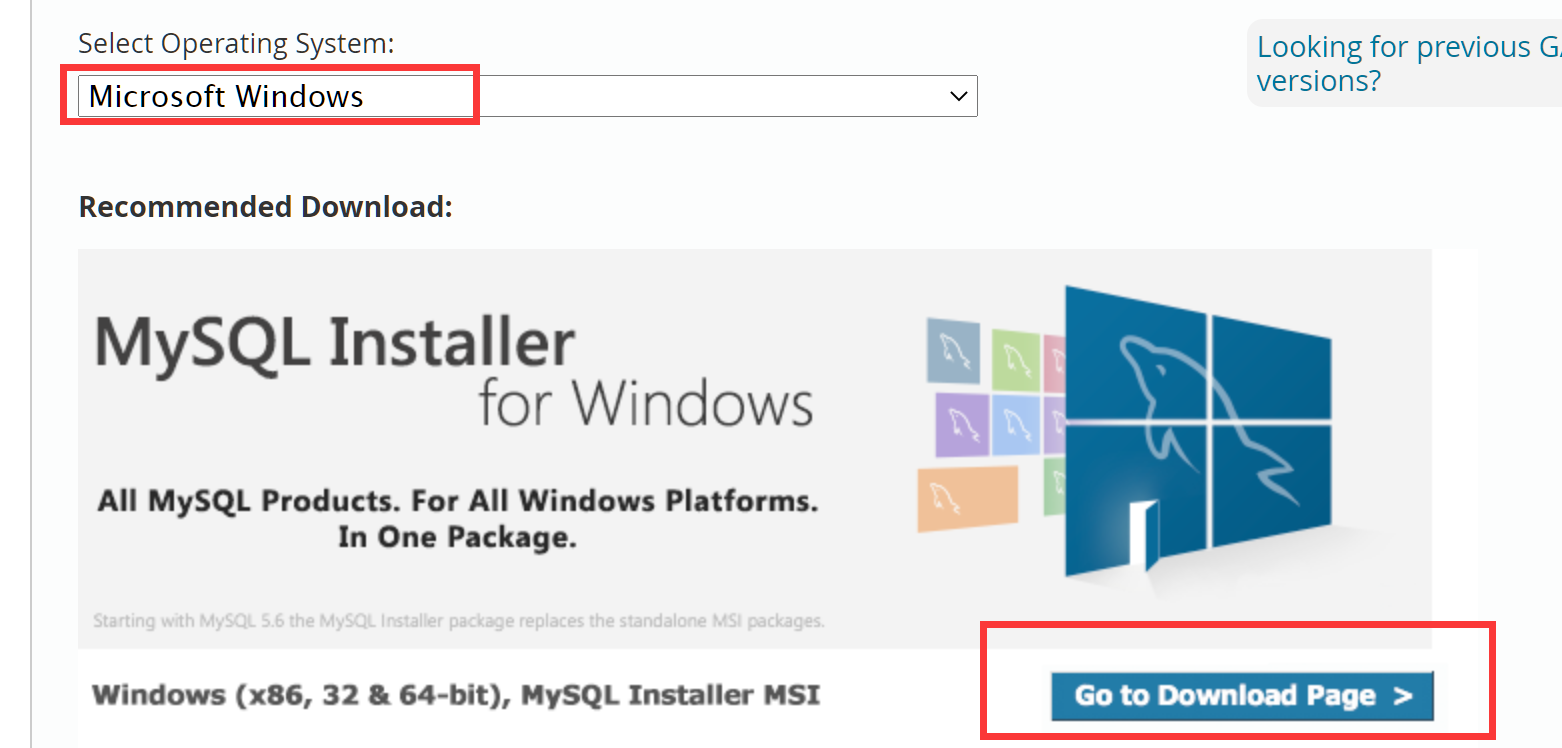 Select Operating System:
Microsoft Windows
Looking for previous GA
versions?
Recommended Download:
MySQL Installer
for Windows
All MySQL Products. For All Windows Platforms.
In One Package.
Starting with MySQL 5.6 the MySQL Installer package replaces the standalone MSI packages.
Windows (x86, 32 & 64-bit), MySQL Installer MSI
Go to Download Page >